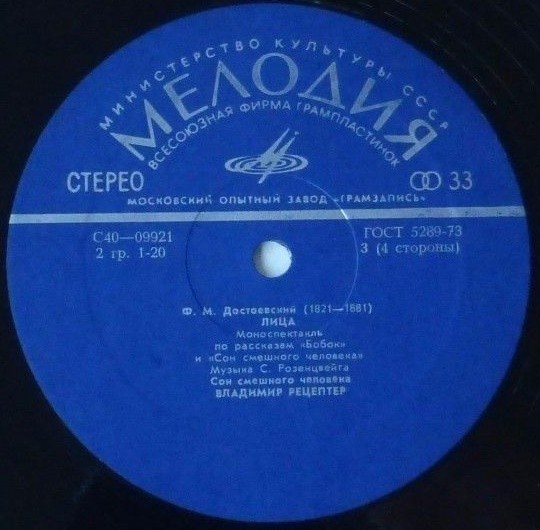 МИНИСТЕРСТВО КУЛЬТУРЫ СССР
МЕЛОДИЯ
ВСЕСОЮЗНАЯ ФИРМА ГРАМПЛАСТИНОК
СТЕРЕО 33
МОСКОВСКИЙ ОПЫТНЫЙ ЗАВОД «ГРАМЗАПИСЬ»
С40—09921 ГОСТ 5289-73
2 гр. 1-20 3 (4 стороны)
Ф. М. Достоевский (1821—1881)
ЛИЦА
Моноспектакль
по рассказам «Бобок»
и «Сон смешного человека»
Музыка С. Розенцвейга
Сон смешного человека
ВЛАДИМИР РЕЦЕПТЕР